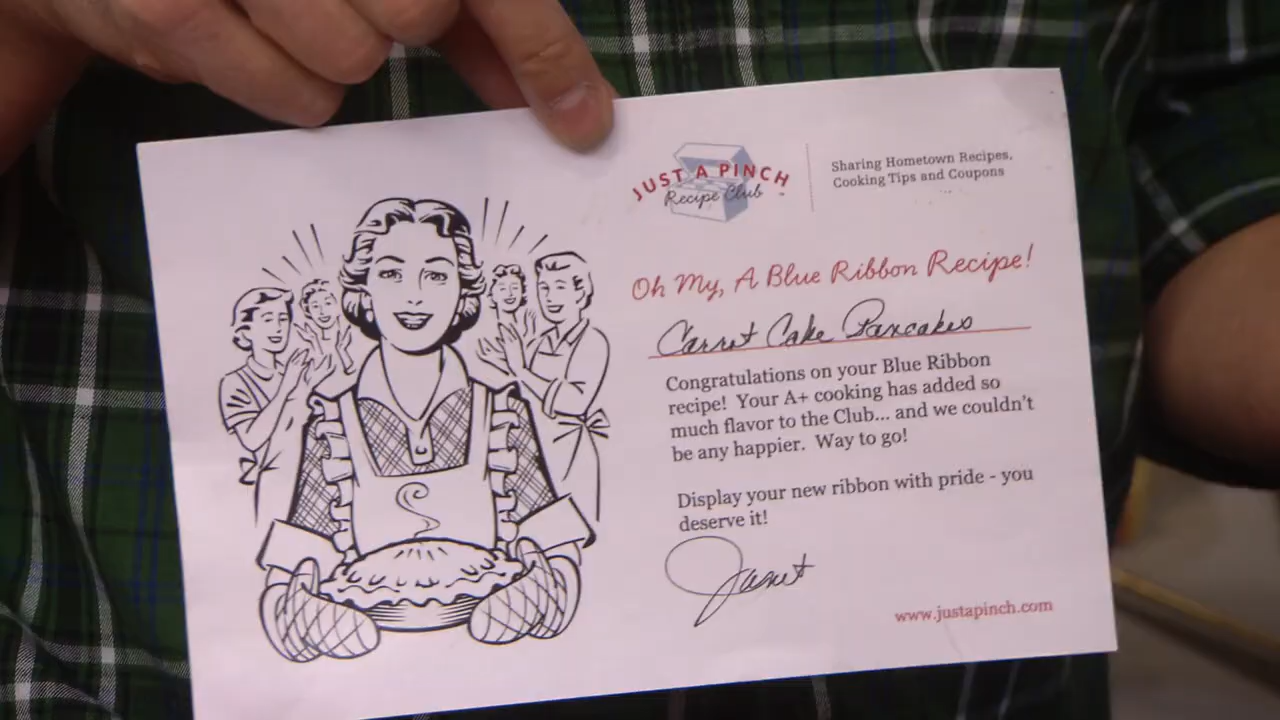 JUST A PINCH
Recipe Club
Sharing Hometown Recipes,
Cooking Tips and Coupons
Oh My, A Blue Ribbon Recipe!
Carrot Cake Pancakes
Congratulations on your Blue Ribbon
recipe! Your A+ cooking has added so
much flavor to the Club... and we couldn't
be any happier. Way to go!
Display your new ribbon with pride - you
deserve it!
Janet
www.justapinch.com